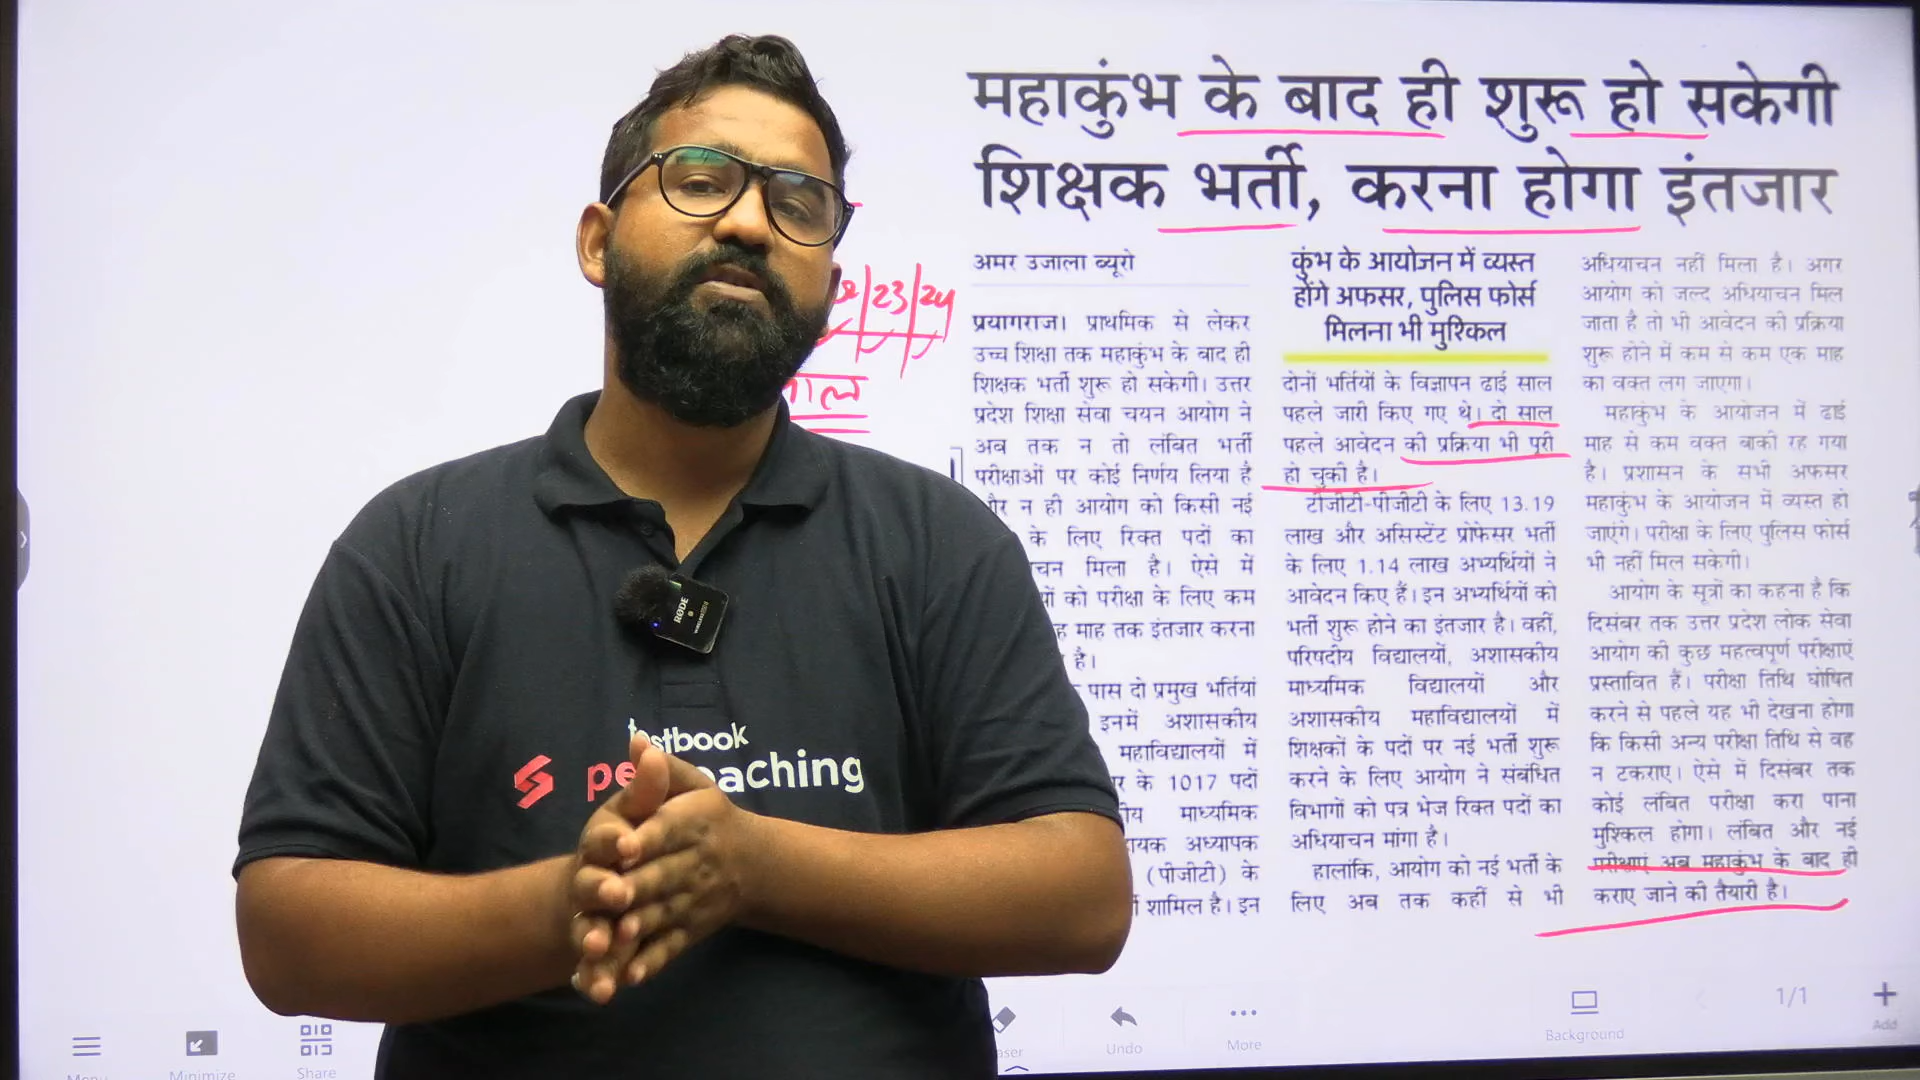 महाकुंभ के बाद ही शुरू हो सकेगी
शिक्षक भर्ती, करना होगा इंतजार
अमर उजाला ब्यूरो
प्रयागराज। प्राथमिक से लेकर
उच्च शिक्षा तक महाकुंभ के बाद ही
शिक्षक भर्ती शुरू हो सकेगी। उत्तर
प्रदेश शिक्षा सेवा चयन आयोग ने
अब तक न तो लंबित भर्ती
परीक्षाओं पर कोई निर्णय लिया है
न ही आयोग को किसी नई
के लिए रिक्त पदों का
मिला है। ऐसे में
को परीक्षा के लिए कम
माह तक इंतजार करना
है।
पास दो प्रमुख भर्तियां
इनमें अशासकीय
महाविद्यालयों में
के 1017 पदों
माध्यमिक
अध्यापक
(पीजीटी) के
शामिल है। इन
कुंभ के आयोजन में व्यस्त
होंगे अफसर, पुलिस फोर्स
मिलना भी मुश्किल
दोनों भर्तियों के विज्ञापन ढाई साल
पहले जारी किए गए थे। दो साल
पहले आवेदन की प्रक्रिया भी पूरी
हो चुकी है।
टीजीटी-पीजीटी के लिए 13.19
लाख और असिस्टेंट प्रोफेसर भर्ती
के लिए 1.14 लाख अभ्यर्थियों ने
आवेदन किए हैं। इन अभ्यर्थियों को
भर्ती शुरू होने का इंतजार है। वहीं,
परिषदीय विद्यालयों, अशासकीय
माध्यमिक विद्यालयों और
अशासकीय महाविद्यालयों में
शिक्षकों के पदों पर नई भर्ती शुरू
करने के लिए आयोग ने संबंधित
विभागों को पत्र भेज रिक्त पदों का
अधियाचन मांगा है।
हालांकि, आयोग को नई भर्ती के
लिए अब तक कहीं से भी
अधियाचन नहीं मिला है। अगर
आयोग को जल्द अधियाचन मिल
जाता है तो भी आवेदन की प्रक्रिया
शुरू होने में कम से कम एक माह
का वक्त लग जाएगा।
महाकुंभ के आयोजन में ढाई
माह से कम वक्त बाकी रह गया
है। प्रशासन के सभी अफसर
महाकुंभ के आयोजन में व्यस्त हो
जाएंगे। परीक्षा के लिए पुलिस फोर्स
भी नहीं मिल सकेगी।
आयोग के सूत्रों का कहना है कि
दिसंबर तक उत्तर प्रदेश लोक सेवा
आयोग की कुछ महत्वपूर्ण परीक्षाएं
प्रस्तावित हैं। परीक्षा तिथि घोषित
करने से पहले यह भी देखना होगा
कि किसी अन्य परीक्षा तिथि से वह
न टकराए। ऐसे में दिसंबर तक
कोई लंबित परीक्षा करा पाना
मुश्किल होगा। लंबित और नई
परीक्षाएं अब महाकुंभ के बाद ही
कराए जाने की तैयारी है।
23 24
RØDE
testbook
Minimize
Share
Undo
More
Background
1/1
Add